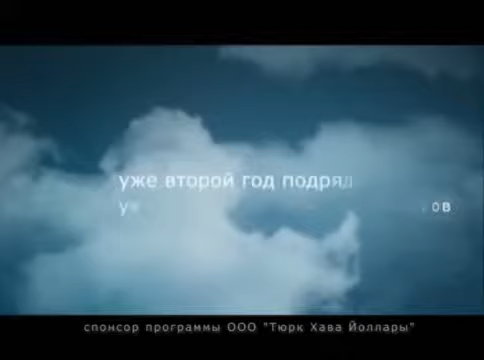 уже второй год подряд
спонсор программы ООО "Тюрк Хава Йоллары"